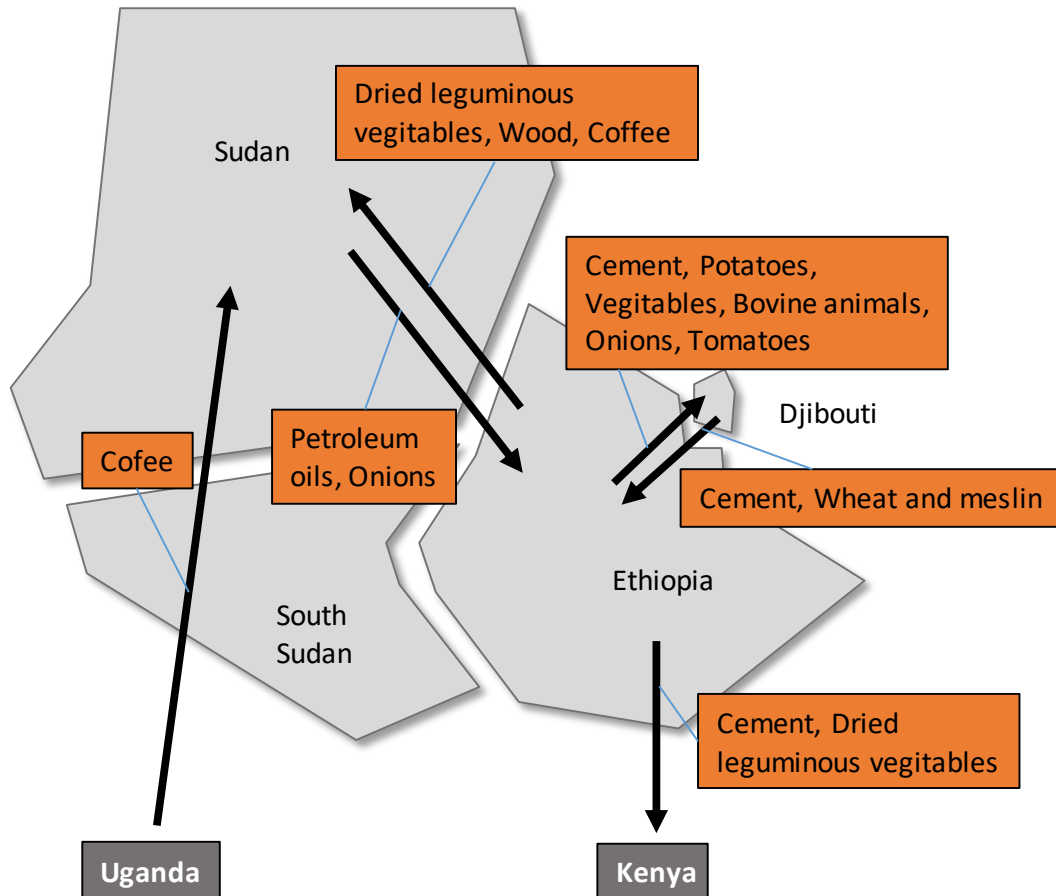 Dried leguminous
vegitables, Wood, Coffee
Sudan
Cement, Potatoes,
Vegitables, Bovine animals,
Onions, Tomatoes
Djibouti
Petroleum
oils, Onions
Cofee
Cement, Wheat and meslin
Ethiopia
South
Sudan
Cement, Dried
leguminous vegitables
Uganda
Kenya